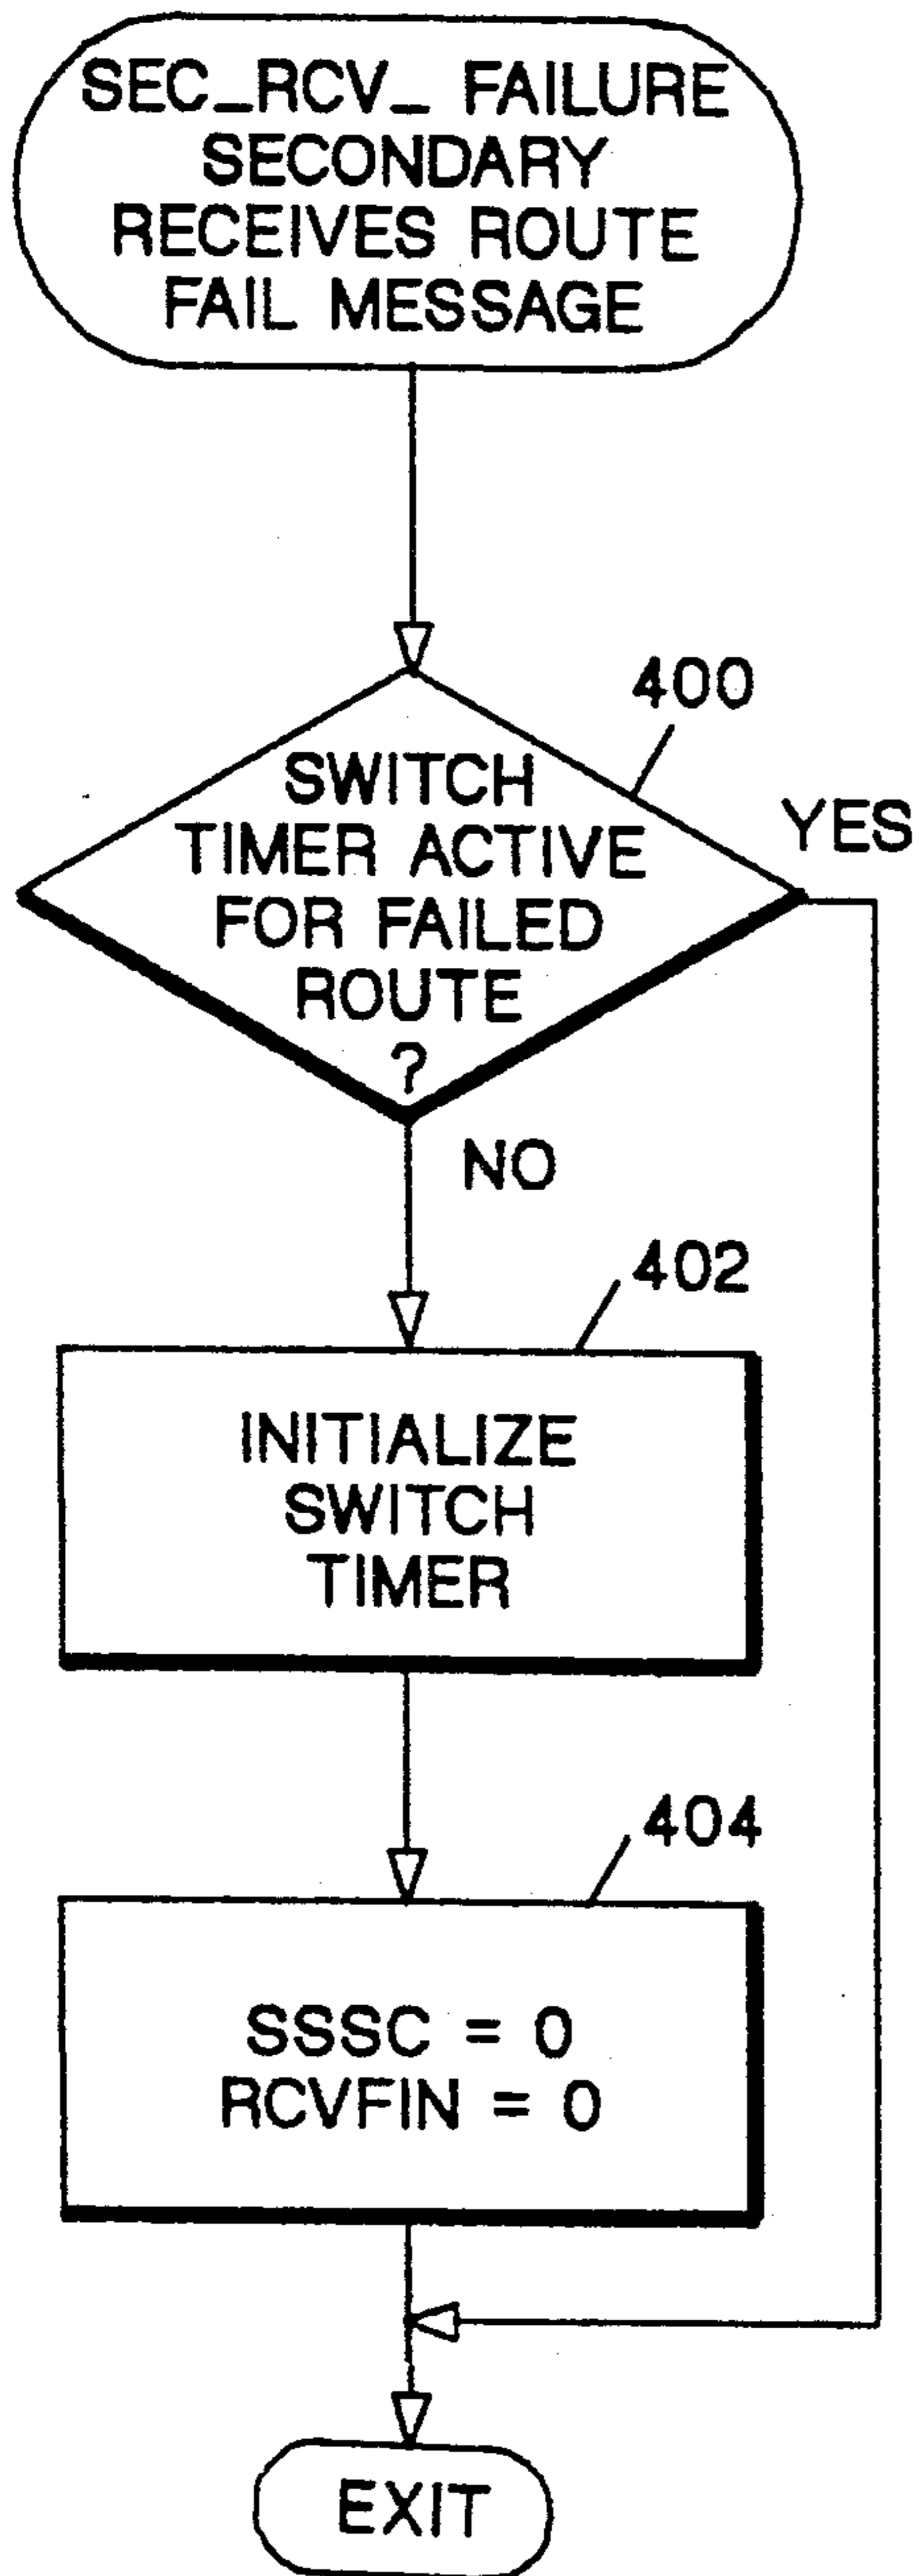 SEC_RCV_ FAILURE
SECONDARY
RECEIVES ROUTE
FAIL MESSAGE
400
SWITCH
TIMER ACTIVE
FOR FAILED
ROUTE
?
YES
NO
402
INITIALIZE
SWITCH
TIMER
404
SSSC = 0
RCVFIN = 0
EXIT